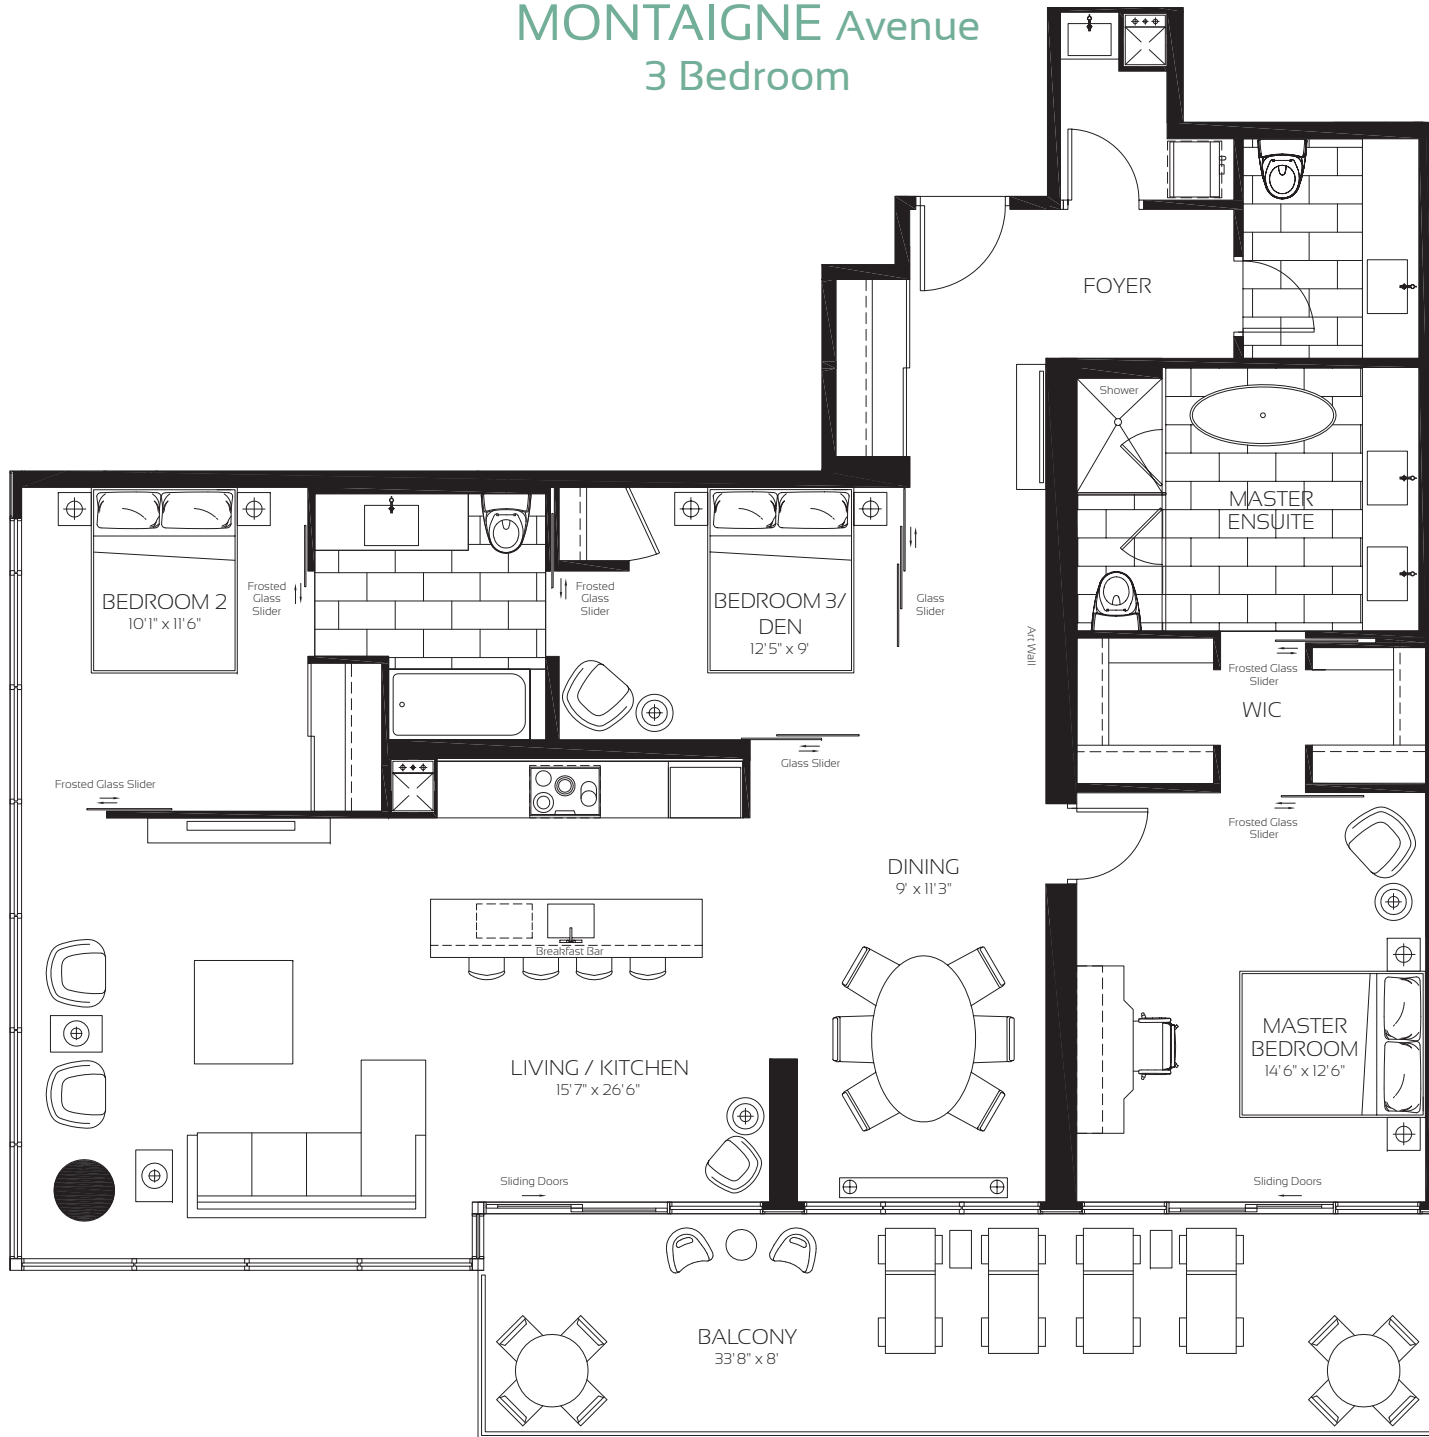 MONTAIGNE Avenue
3 Bedroom
FOYER
Shower
MASTER
ENSUITE
BEDROOM 2
10'1" x 11'6"
Frosted
Glass
Slider
Frosted
Glass
Slider
BEDROOM 3/
DEN
12'5" x 9'
Glass
Slider
Art Wall
Frosted Glass
Slider
WIC
Glass Slider
Frosted Glass Slider
Frosted Glass
Slider
DINING
9' x 11'3"
Breakfast Bar
LIVING / KITCHEN
15'7" x 26'6"
MASTER
BEDROOM
14'6" x 12'6"
Sliding Doors
Sliding Doors
BALCONY
33'8" x 8'